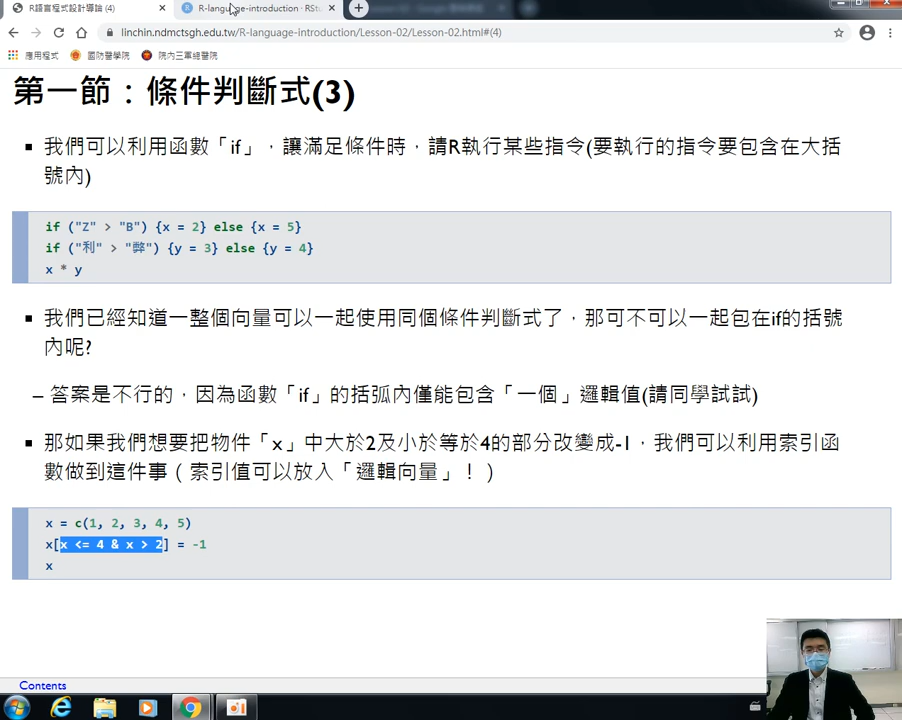 R語言程式設計導論 (4)
R-language-introduction · RStu
linchin.ndmctsgh.edu.tw/R-language-introduction/Lesson-02/Lesson-02.html#(4)
應用程式 國防醫學院 院內三軍總醫院
第一節：條件判斷式(3)
我們可以利用函數「if」，讓滿足條件時，請R執行某些指令(要執行的指令要包含在大括
號內)
if ("Z" > "B") {x = 2} else {x = 5}
if ("利" > "弊") {y = 3} else {y = 4}
x * y
我們已經知道一整個向量可以一起使用同個條件判斷式了，那可不可以一起包在if的括號
內呢?
– 答案是不行的，因為函數「if」的括弧內僅能包含「一個」邏輯值(請同學試試)
那如果我們想要把物件「x」中大於2及小於等於4的部分改變成-1，我們可以利用索引函
數做到這件事（索引值可以放入「邏輯向量」！）
x = c(1, 2, 3, 4, 5)
x[x <= 4 & x > 2] = -1
x
Contents